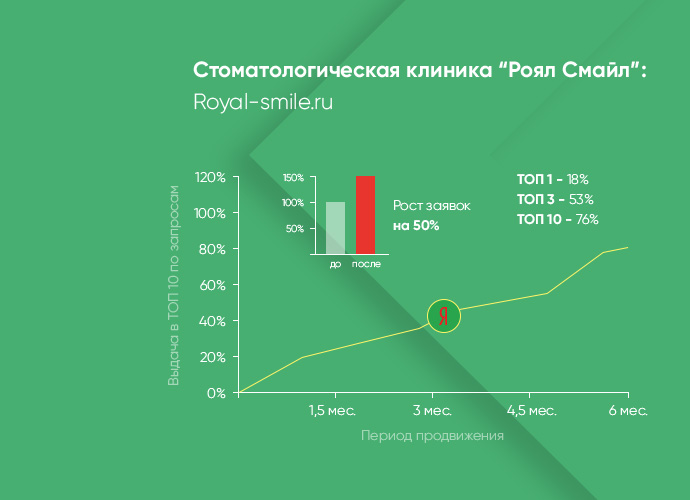 Стоматологическая клиника “Роял Смайл”:
Royal-smile.ru
120%
100%
80%
60%
40%
20%
0%
Выдача в ТОП 10 по запросам
150%
100%
50%
до после
Рост заявок
на 50%
ТОП 1 - 18%
ТОП 3 - 53%
ТОП 10 - 76%
Я
1,5 мес. 3 мес. 4,5 мес. 6 мес.
Период продвижения